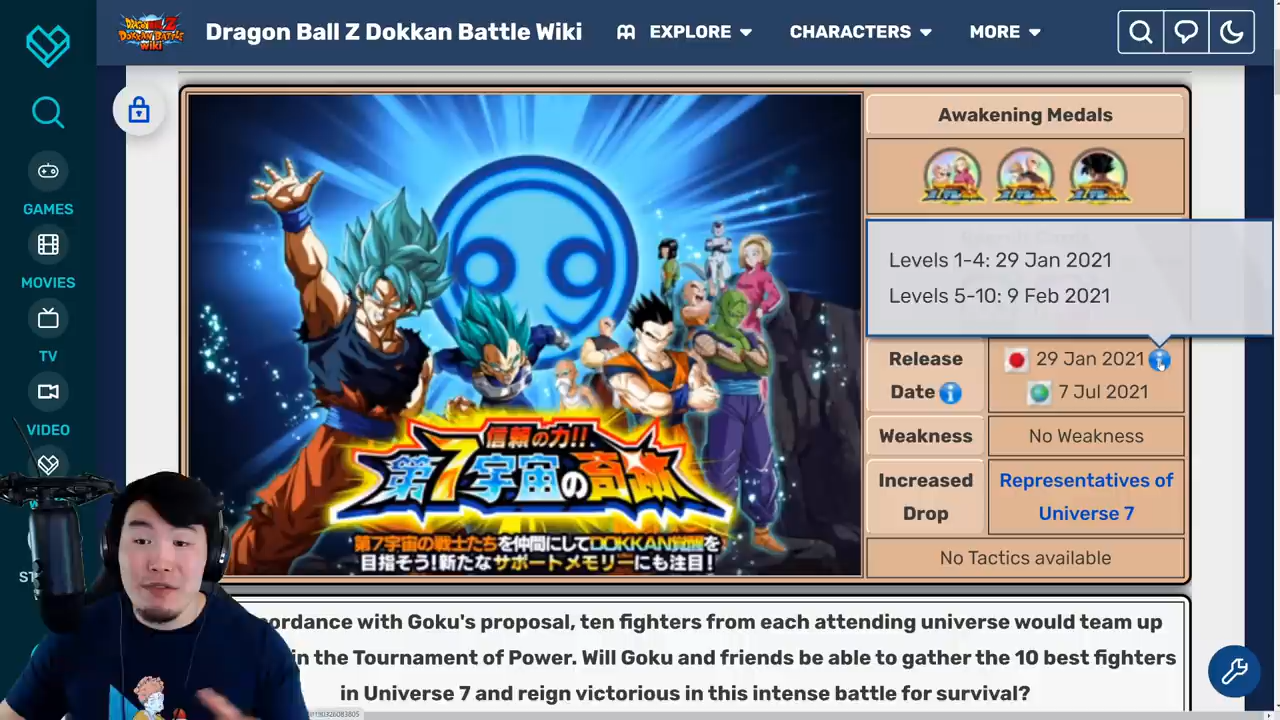 Dragon Ball Z Dokkan Battle Wiki
EXPLORE
CHARACTERS
MORE
GAMES
MOVIES
TV
VIDEO
Awakening Medals
Levels 1-4: 29 Jan 2021
Levels 5-10: 9 Feb 2021
Release
Date
29 Jan 2021
7 Jul 2021
Weakness
No Weakness
Increased
Drop
Representatives of
Universe 7
No Tactics available
信頼の力!!
第7宇宙の奇跡
第7宇宙の戦士たちを仲間にしてDOKKAN覚醒を
目指そう!新たなサポートメモリーにも注目!
ordance with Goku's proposal, ten fighters from each attending universe would team up
in the Tournament of Power. Will Goku and friends be able to gather the 10 best fighters
in Universe 7 and reign victorious in this intense battle for survival?